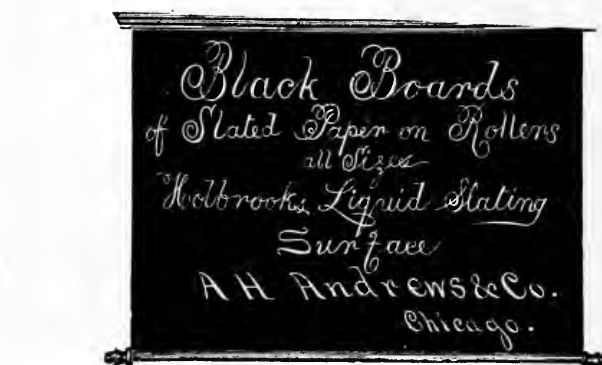 Black Boards
of Slated Paper on Rollers
all Sizes
Holbrooks Liquid Slating
Surface
A H Andrews & Co.
Chicago.